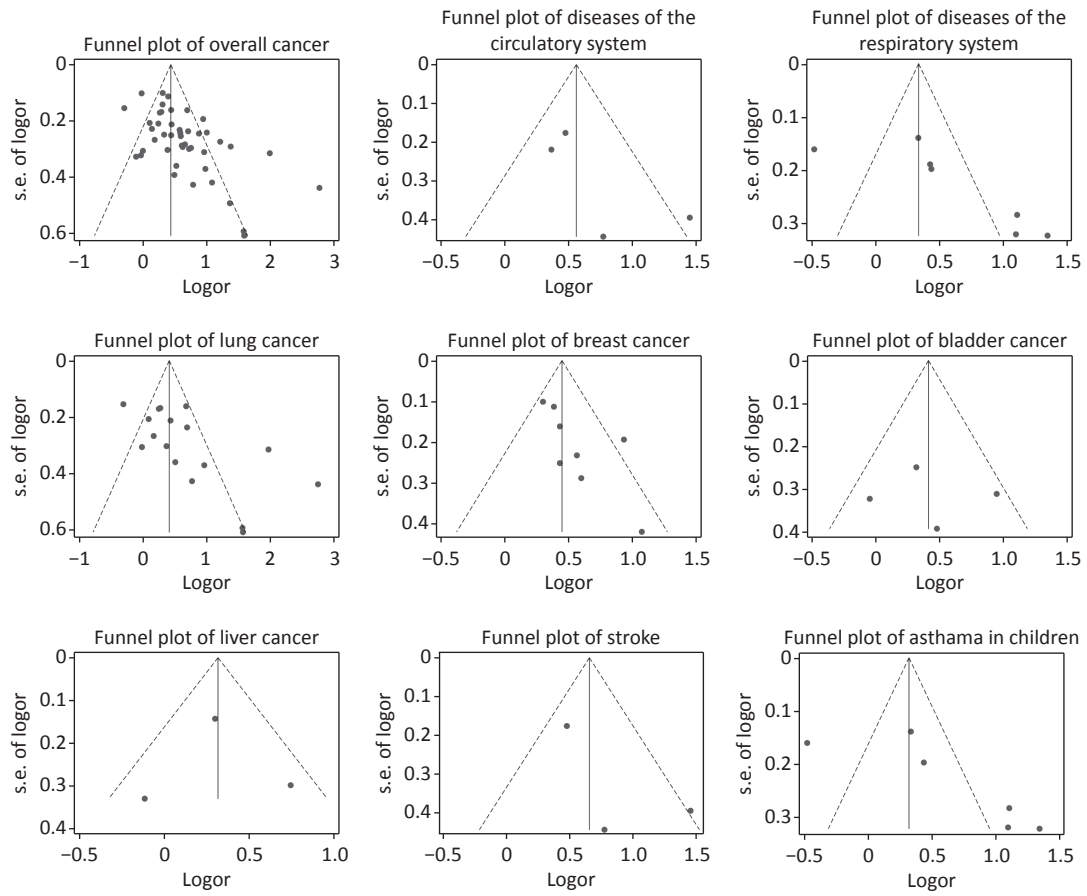 Funnel plot of overall cancer
0
0.2
0.4
0.6
s.e. of logor
−1 0 1 2 3
Logor
Funnel plot of diseases of the
circulatory system
0
0.1
0.2
0.3
0.4
s.e. of logor
−0.5 0 0.5 1.0 1.5
Logor
Funnel plot of diseases of the
respiratory system
0
0.1
0.2
0.3
s.e. of logor
−0.5 0 0.5 1.0 1.5
Logor
Funnel plot of lung cancer
0
0.2
0.4
0.6
s.e. of logor
−1 0 1 2 3
Logor
Funnel plot of breast cancer
0
0.1
0.2
0.3
0.4
s.e. of logor
−0.5 0 0.5 1.0 1.5
Logor
Funnel plot of bladder cancer
0
0.1
0.2
0.3
0.4
s.e. of logor
−0.5 0 0.5 1.0 1.5
Logor
Funnel plot of liver cancer
0
0.1
0.2
0.3
0.4
s.e. of logor
−0.5 0 0.5 1.0
Logor
Funnel plot of stroke
0
0.1
0.2
0.3
0.4
s.e. of logor
−0.5 0 0.5 1.0 1.5
Logor
Funnel plot of asthama in children
0
0.1
0.2
0.3
s.e. of logor
−0.5 0 0.5 1.0 1.5
Logor